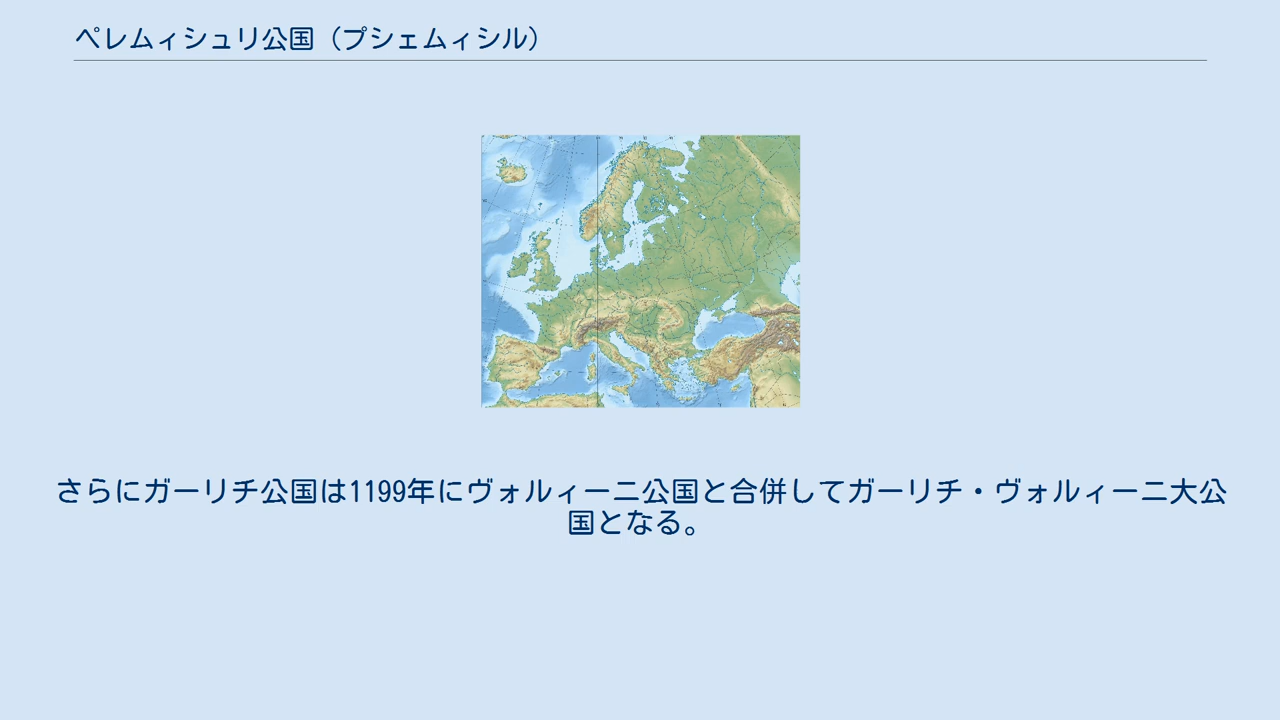 ペレムィシュリ公国（プシェムィシル）
さらにガーリチ公国は1199年にヴォルィーニ公国と合併してガーリチ・ヴォルィーニ大公
国となる。